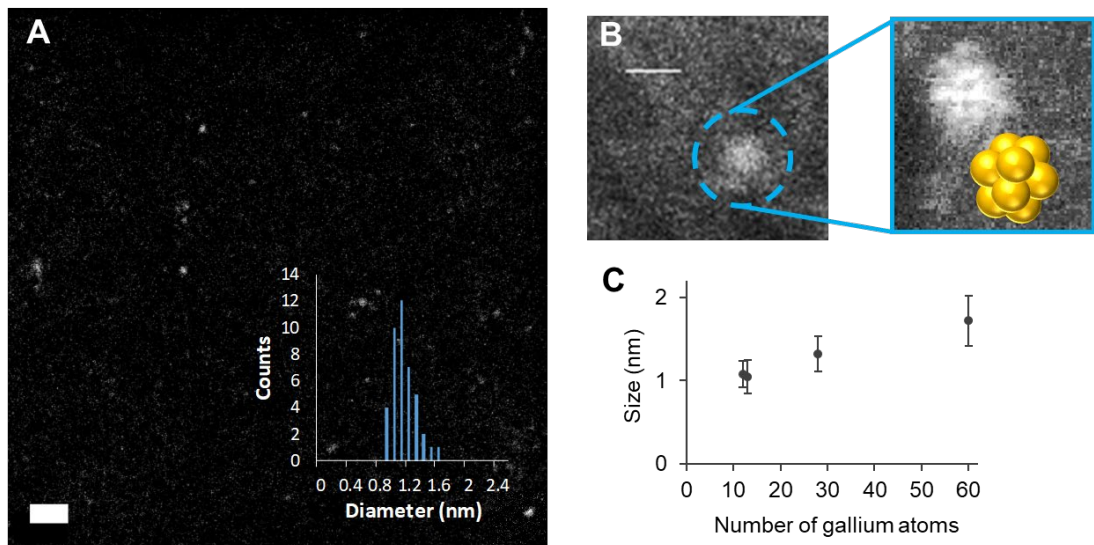 A
14
12
10
8
6
4
2
0
Counts
0 0.4 0.8 1.2 1.6 2 2.4
Diameter (nm)
B
C
2
1
0
Size (nm)
0 10 20 30 40 50 60
Number of gallium atoms